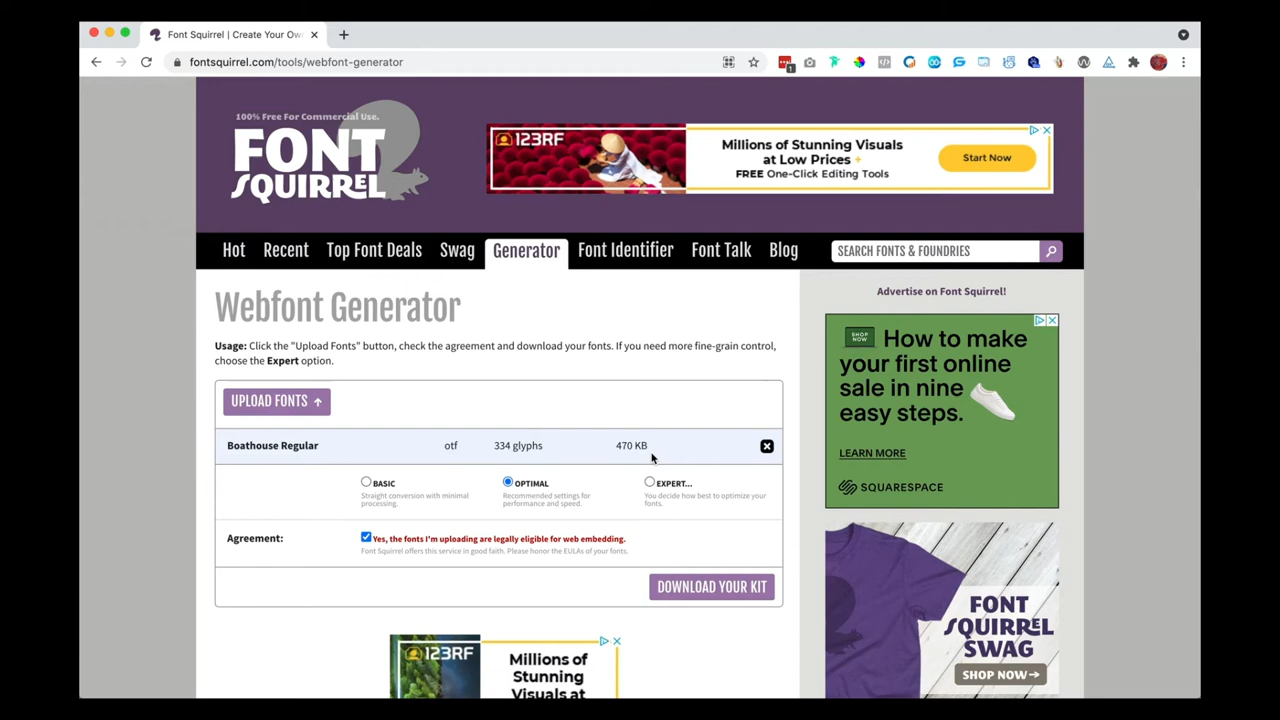 Font Squirrel | Create Your Ow
fontsquirrel.com/tools/webfont-generator
1
100% Free For Commercial Use.
FONT
SQUIRREL
123RF
Millions of Stunning Visuals
at Low Prices +
FREE One-Click Editing Tools
Start Now
Hot
Recent
Top Font Deals
Swag
Generator
Font Identifier
Font Talk
Blog
SEARCH FONTS & FOUNDRIES
Webfont Generator
Usage: Click the "Upload Fonts" button, check the agreement and download your fonts. If you need more fine-grain control,
choose the Expert option.
UPLOAD FONTS
Boathouse Regular
otf
334 glyphs
470 KB
BASIC
Straight conversion with minimal
processing.
OPTIMAL
Recommended settings for
performance and speed.
EXPERT...
You decide how best to optimize your
fonts.
Agreement:
Yes, the fonts I'm uploading are legally eligible for web embedding.
Font Squirrel offers this service in good faith. Please honor the EULAs of your fonts.
DOWNLOAD YOUR KIT
123RF
Millions of
Stunning
Visuals at
Advertise on Font Squirrel!
SHOP
NOW
How to make
your first online
sale in nine
easy steps.
LEARN MORE
SQUARESPACE
FONT
SQUIRREL
SWAG
SHOP NOW→